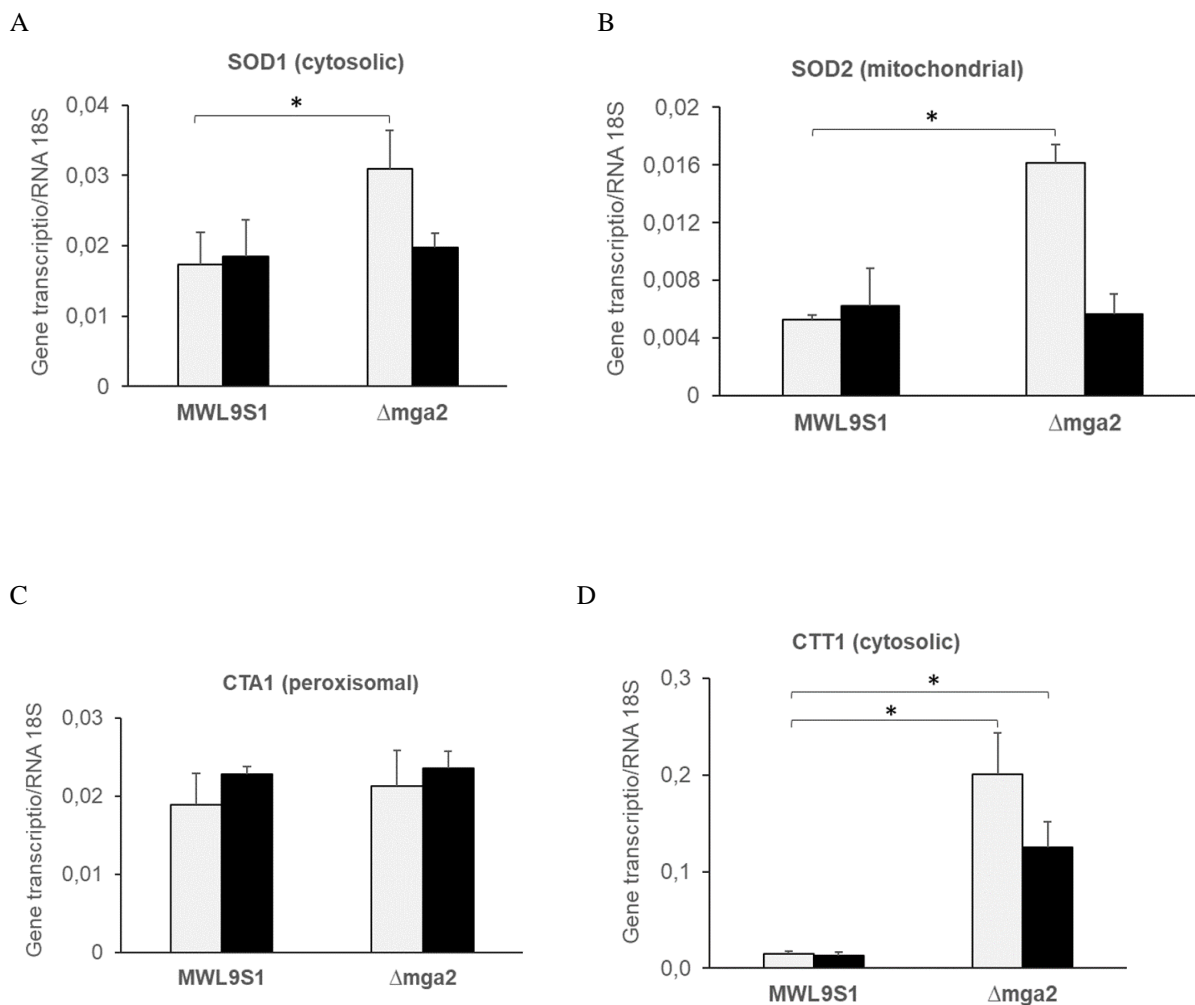 A
SOD1 (cytosolic)
Gene transcriptio/RNA 18S
0,04
0,03
0,02
0,01
0
*
MWL9S1
Δmga2
B
SOD2 (mitochondrial)
Gene transcriptio/RNA 18S
0,02
0,016
0,012
0,008
0,004
0
*
MWL9S1
Δmga2
C
CTA1 (peroxisomal)
Gene transcriptio/RNA 18S
0,03
0,02
0,01
0
MWL9S1
Δmga2
D
CTT1 (cytosolic)
Gene transcriptio/RNA 18S
0,3
0,2
0,1
0,0
*
*
MWL9S1
Δmga2